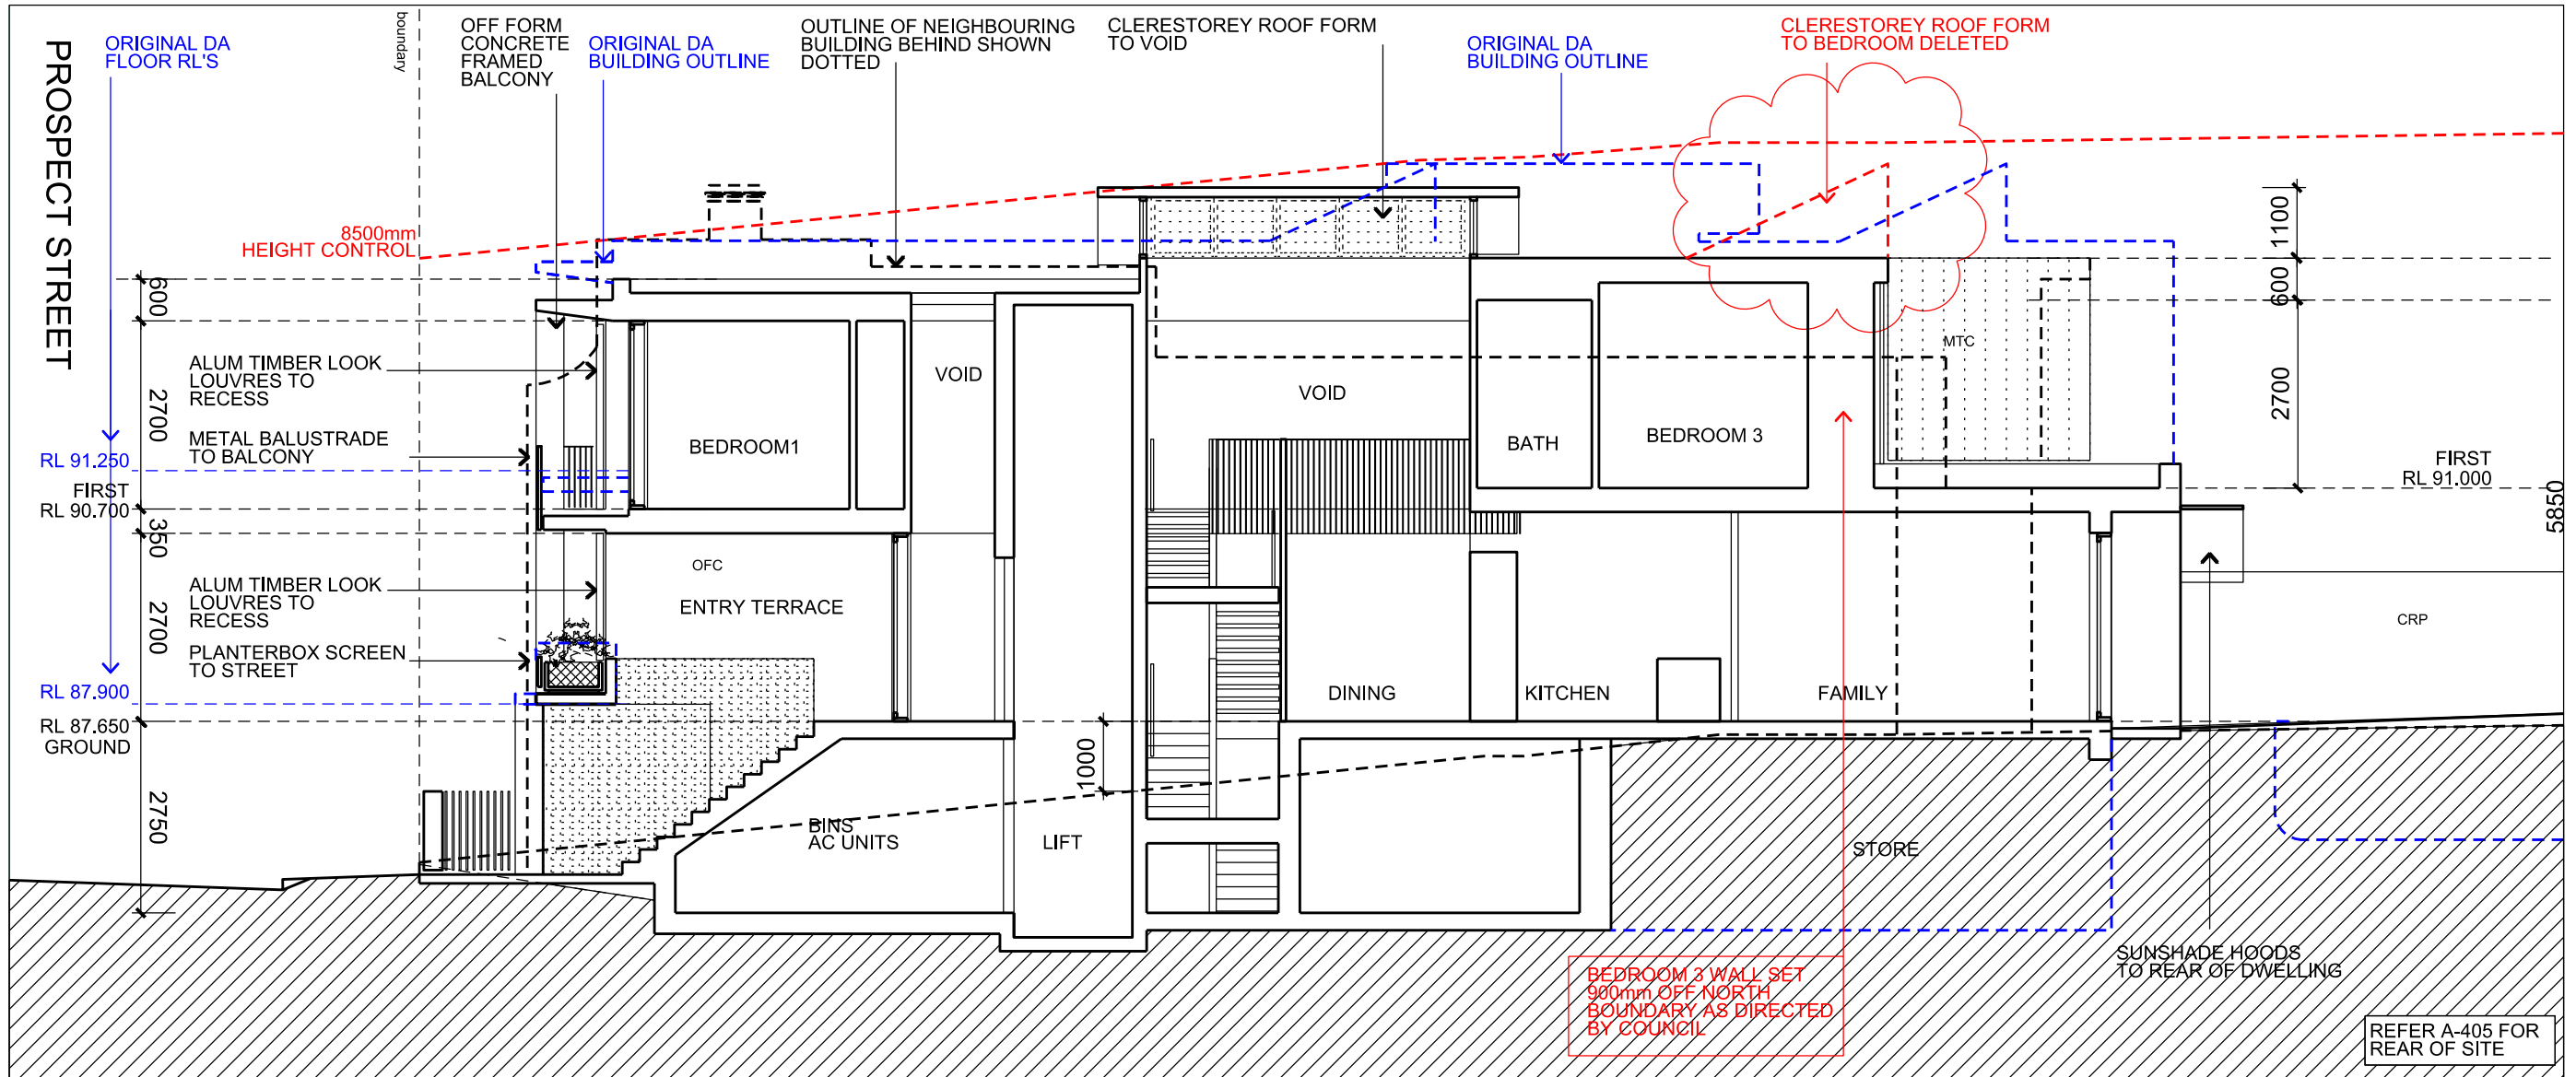 PROSPECT STREET
ORIGINAL DA
FLOOR RL'S
boundary
OFF FORM
CONCRETE
FRAMED
BALCONY
ORIGINAL DA
BUILDING OUTLINE
OUTLINE OF NEIGHBOURING
BUILDING BEHIND SHOWN
DOTTED
CLERESTOREY ROOF FORM
TO VOID
ORIGINAL DA
BUILDING OUTLINE
CLERESTOREY ROOF FORM
TO BEDROOM DELETED
8500mm
HEIGHT CONTROL
600
2700
350
2700
2750
ALUM TIMBER LOOK
LOUVRES TO
RECESS
METAL BALUSTRADE
TO BALCONY
RL 91.250
FIRST
RL 90.700
ALUM TIMBER LOOK
LOUVRES TO
RECESS
PLANTERBOX SCREEN
TO STREET
RL 87.900
RL 87.650
GROUND
BEDROOM1
VOID
VOID
BATH
BEDROOM 3
MTC
OFC
ENTRY TERRACE
DINING
KITCHEN
FAMILY
1000
BINS
AC UNITS
LIFT
STORE
1100
600
2700
FIRST
RL 91.000
5850
CRP
SUNSHADE HOODS
TO REAR OF DWELLING
BEDROOM 3 WALL SET
900mm OFF NORTH
BOUNDARY AS DIRECTED
BY COUNCIL
REFER A-405 FOR
REAR OF SITE